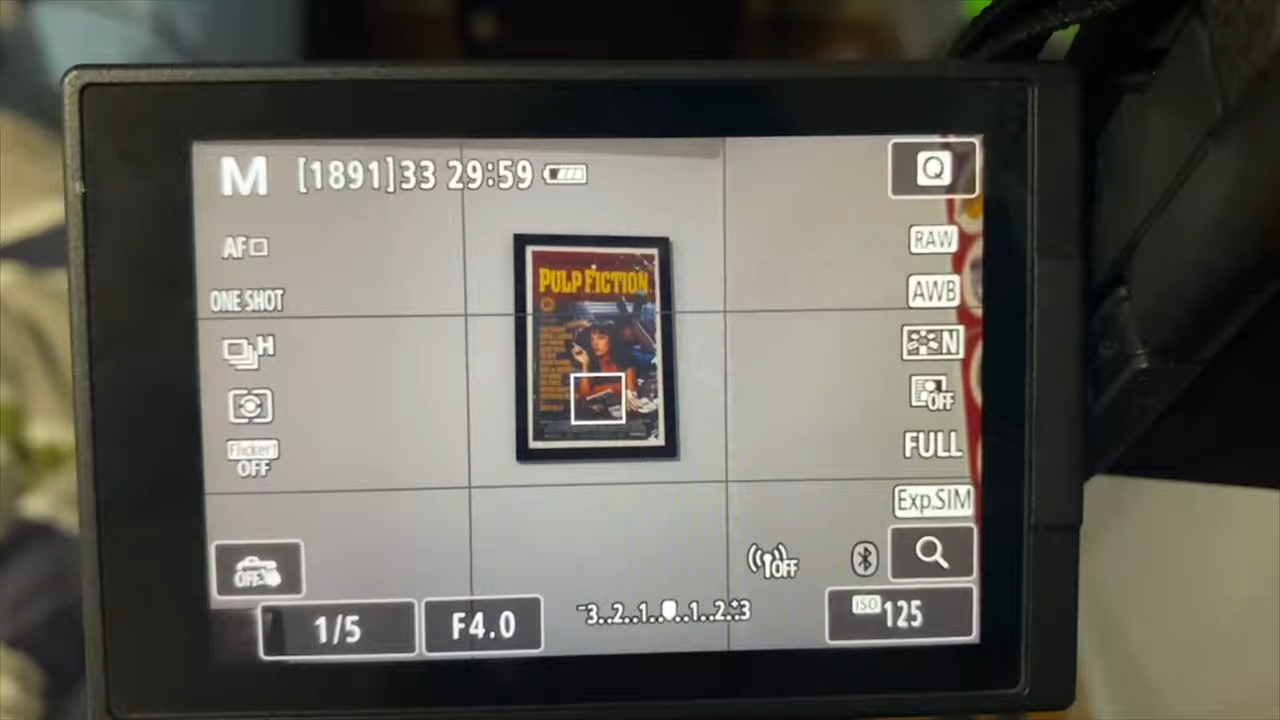 M [1891]33 29:59
Q
AF
ONE SHOT
H
Flicker!
OFF
RAW
AWB
N
OFF
FULL
Exp.SIM
PULP FICTION
OFF
OFF
1/5
F4.0
-3..2..1..0..1..2..+3
ISO 125